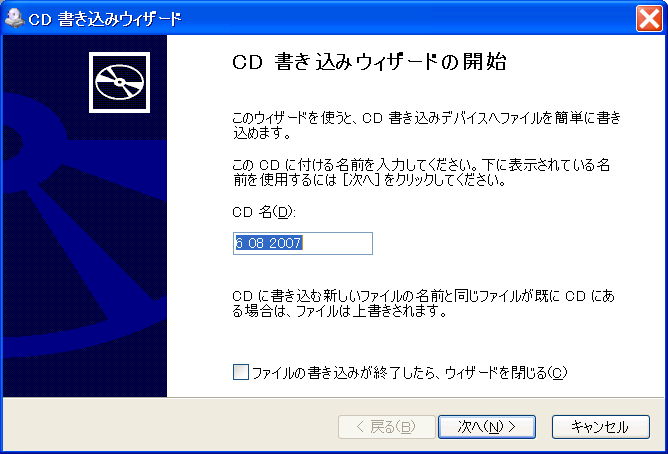 CD 書き込みウィザード
CD 書き込みウィザードの開始
このウィザードを使うと、CD 書き込みデバイスへファイルを簡単に書き
込めます。
この CD に付ける名前を入力してください。下に表示されている名
前を使用するには [次へ] をクリックしてください。
CD 名(D):
6 08 2007
CD に書き込む新しいファイルの名前と同じファイルが既に CD にあ
る場合は、ファイルは上書きされます。
ファイルの書き込みが終了したら、ウィザードを閉じる(C)
< 戻る(B)
次へ(N) >
キャンセル